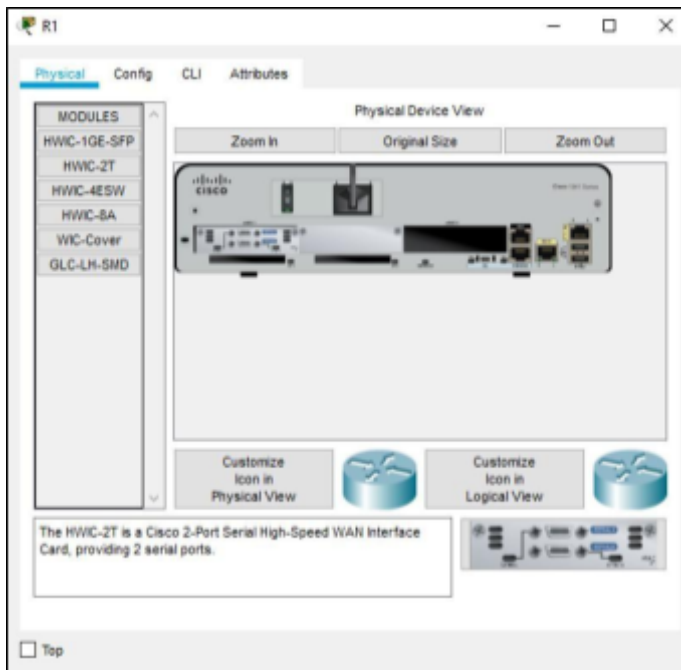 R1
Physical Config CLI Attributes
MODULES
HWIC-1GE-SFP
HWIC-2T
HWIC-4ESW
HWIC-8A
WIC-Cover
GLC-LH-SMD
Physical Device View
Zoom In Original Size Zoom Out
CISCO
Customize
Icon in
Physical View
Customize
Icon in
Logical View
The HWIC-2T is a Cisco 2-Port Serial High-Speed WAN Interface
Card, providing 2 serial ports.
Top